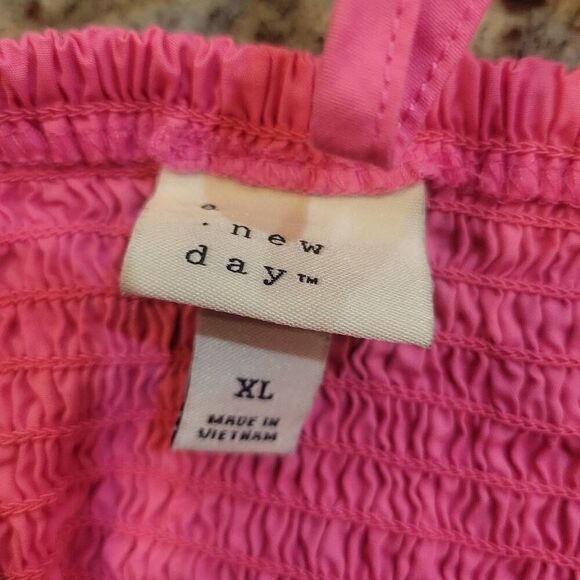 a
. new
day™
XL
MADE IN
VIETNAM